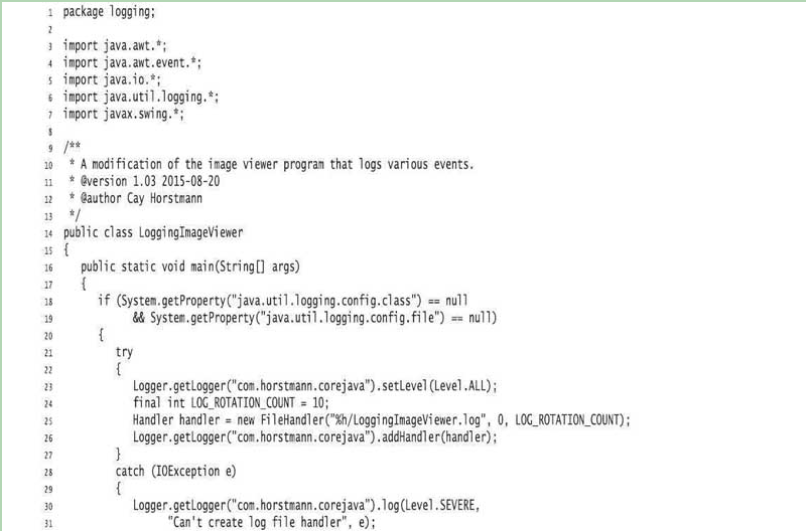 1 package logging;
2
3 import java.awt.*;
4 import java.awt.event.*;
5 import java.io.*;
6 import java.util.logging.*;
7 import javax.swing.*;
8
9 /**
10  * A modification of the image viewer program that logs various events.
11  * @version 1.03 2015-08-20
12  * @author Cay Horstmann
13  */
14 public class LoggingImageViewer
15 {
16    public static void main(String[] args)
17    {
18       if (System.getProperty("java.util.logging.config.class") == null
19             && System.getProperty("java.util.logging.config.file") == null)
20       {
21          try
22          {
23             Logger.getLogger("com.horstmann.corejava").setLevel(Level.ALL);
24             final int LOG_ROTATION_COUNT = 10;
25             Handler handler = new FileHandler("%h/LoggingImageViewer.log", 0, LOG_ROTATION_COUNT);
26             Logger.getLogger("com.horstmann.corejava").addHandler(handler);
27          }
28          catch (IOException e)
29          {
30             Logger.getLogger("com.horstmann.corejava").log(Level.SEVERE,
31                   "Can't create log file handler", e);